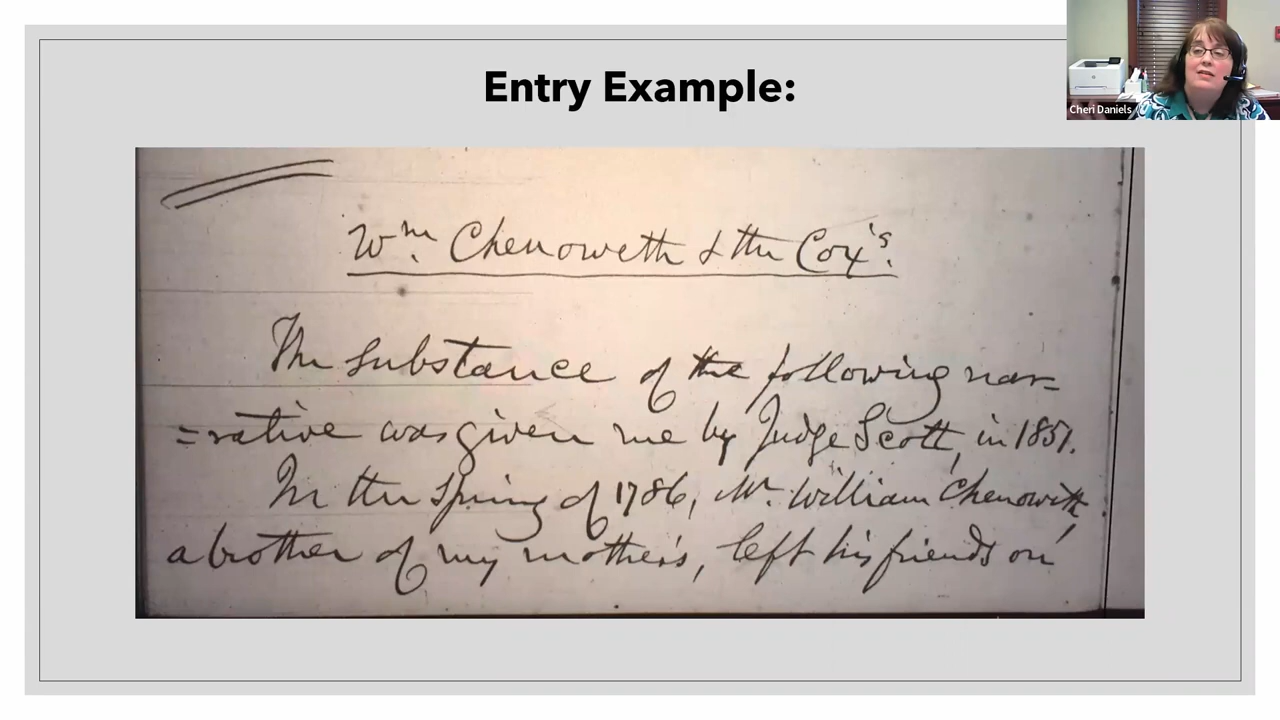 Entry Example:
Cheri Daniels
Wm. Chenoweth & the Cox's.
The substance of the following nar=
=rative was given me by Judge Scott, in 1851.
In the Spring of 1786, Mr. William Chenowith,
a brother of my mother's, left his friends on